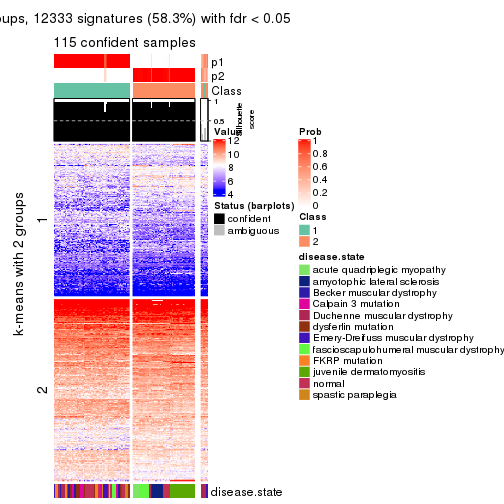 oups, 12333 signatures (58.3%) with fdr < 0.05
115 confident samples
p1
p2
Class
1
0.5
0
Silhouette
score
k-means with 2 groups
1
2
disease.state
Value
12
10
8
6
4
Status (barplots)
confident
ambiguous
Prob
1
0.8
0.6
0.4
0.2
0
Class
1
2
disease.state
acute quadriplegic myopathy
amyotophic lateral sclerosis
Becker muscular dystrophy
Calpain 3 mutation
Duchenne muscular dystrophy
dysferlin mutation
Emery-Dreifuss muscular dystrophy
fascioscapulohumeral muscular dystrophy
FKRP mutation
juvenile dermatomyositis
normal
spastic paraplegia